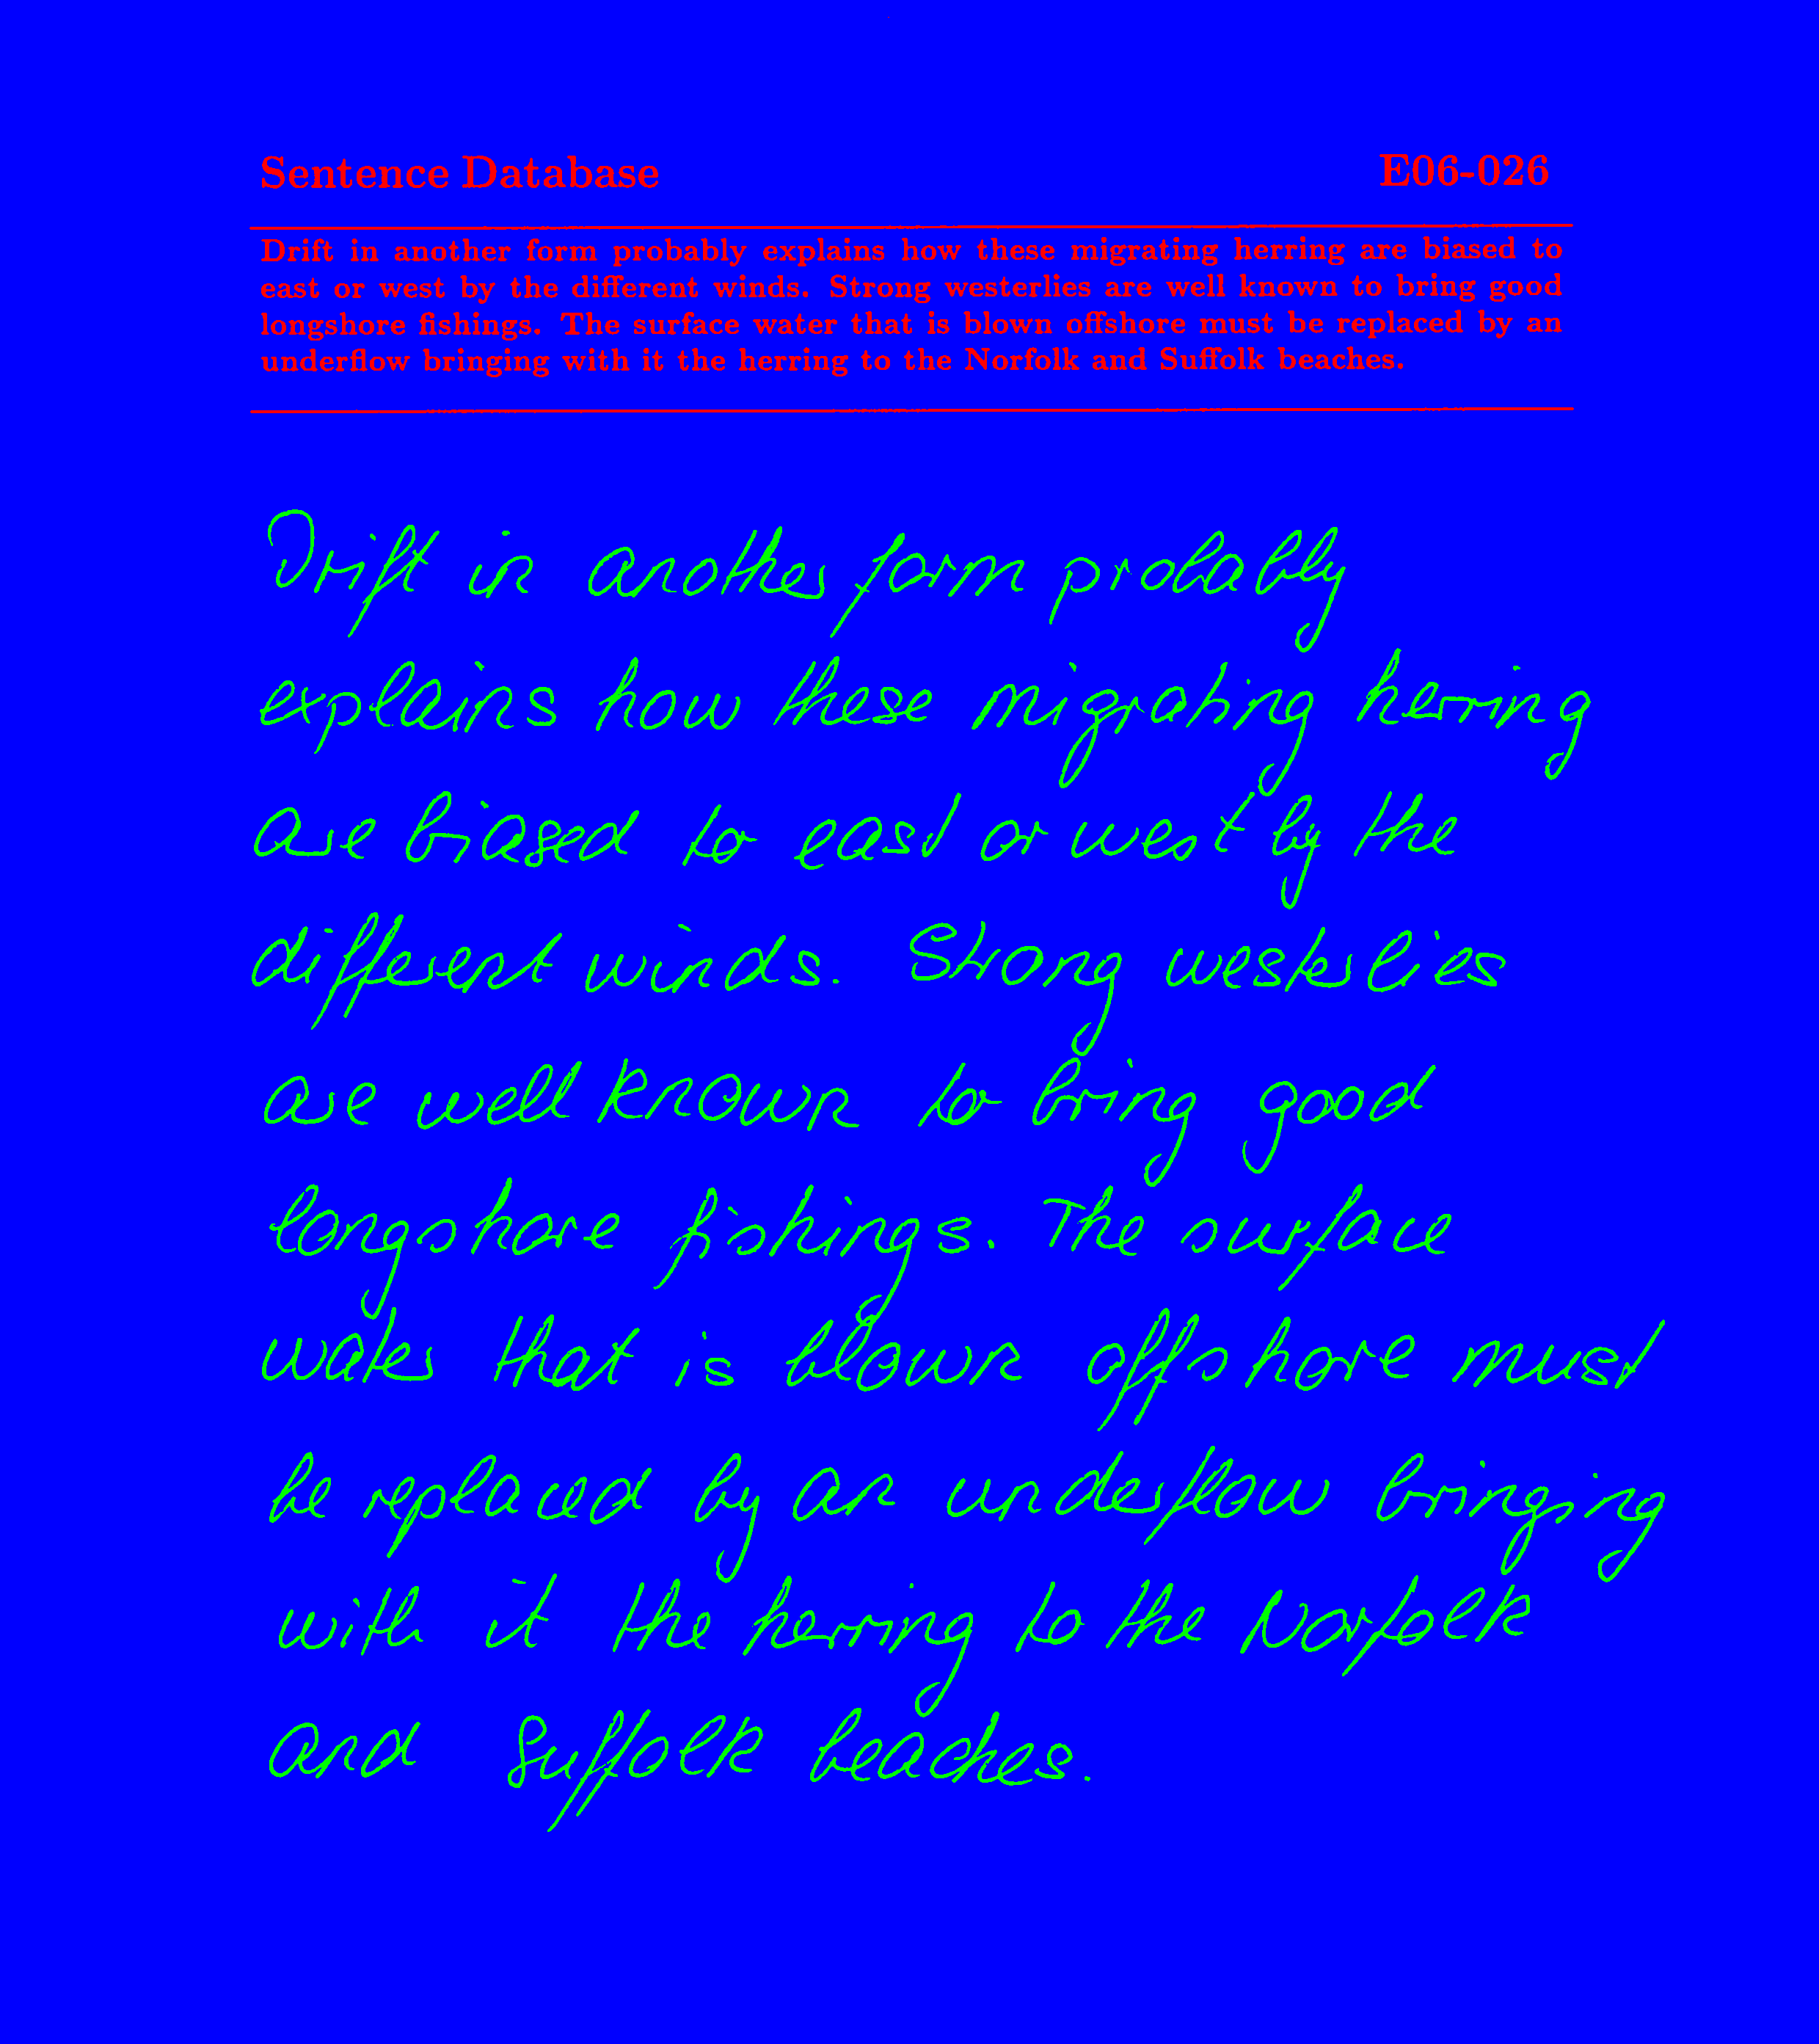 Sentence Database E06-026
Drift in another form probably explains how these migrating herring are biased to
east or west by the different winds. Strong westerlies are well known to bring good
longshore fishings. The surface water that is blown offshore must be replaced by an
underflow bringing with it the herring to the Norfolk and Suffolk beaches.
Drift in another form probably
explains how these migrating herring
are biased to east or west by the
different winds. Strong westerlies
are well known to bring good
longshore fishings. The surface
water that is blown offshore must
be replaced by an underflow bringing
with it the herring to the Norfolk
and Suffolk beaches.